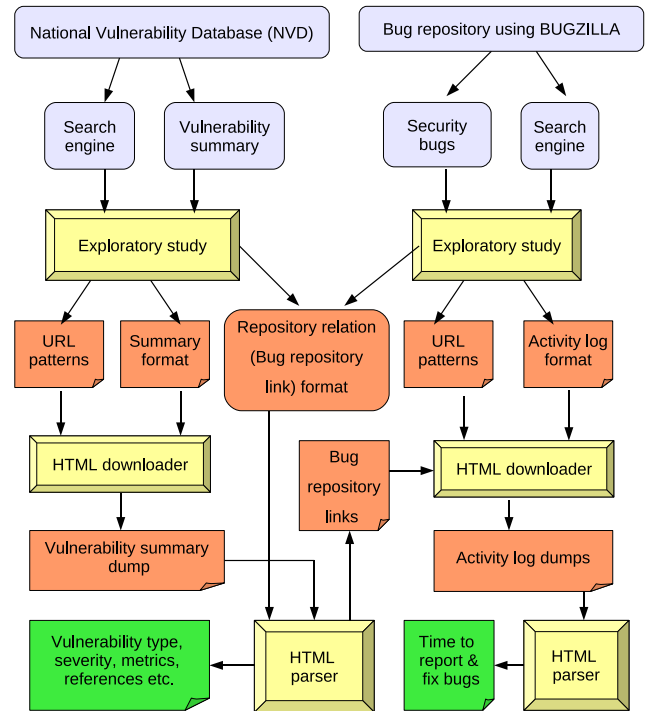 National Vulnerability Database (NVD)
Bug repository using BUGZILLA
Search
engine
Vulnerability
summary
Security
bugs
Search
engine
Exploratory study
Exploratory study
URL
patterns
Summary
format
Repository relation
(Bug repository
link) format
URL
patterns
Activity log
format
HTML downloader
Bug
repository
links
HTML downloader
Vulnerability summary
dump
Activity log dumps
Vulnerability type,
severity, metrics,
references etc.
HTML
parser
Time to
report &
fix bugs
HTML
parser